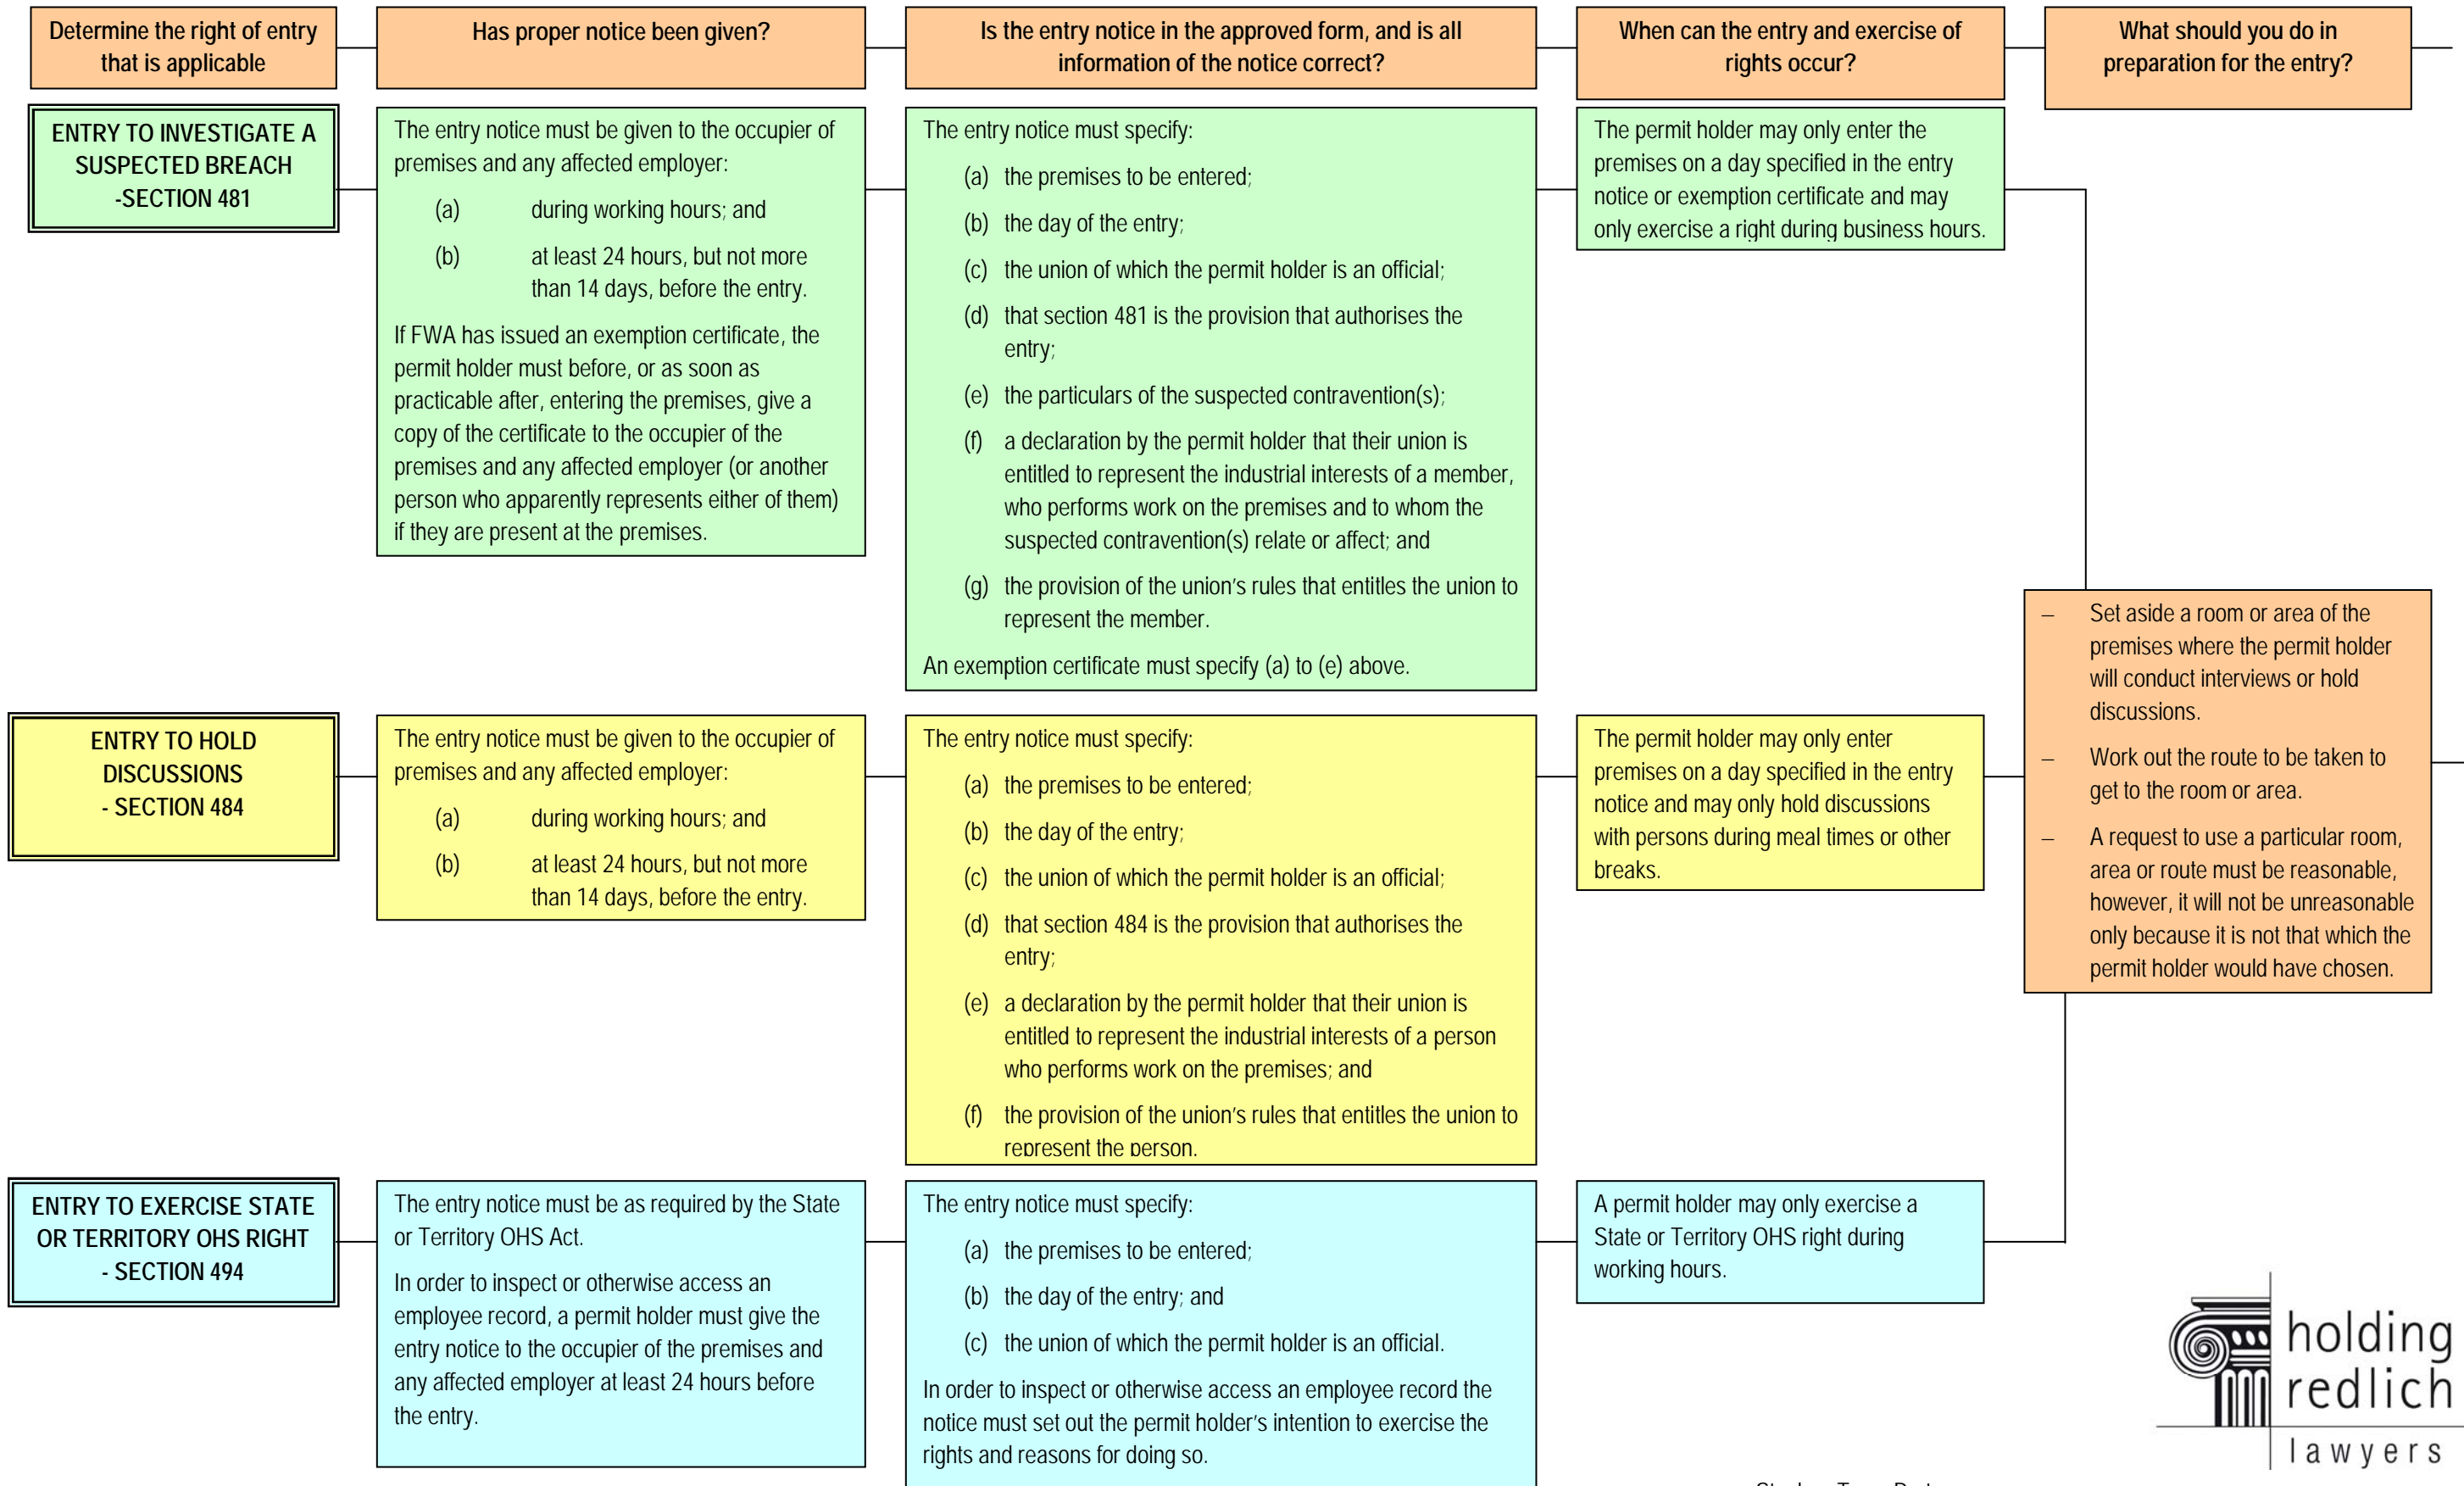 Determine the right of entry
that is applicable
Has proper notice been given?
Is the entry notice in the approved form, and is all
information of the notice correct?
When can the entry and exercise of
rights occur?
What should you do in
preparation for the entry?
ENTRY TO INVESTIGATE A
SUSPECTED BREACH
-SECTION 481
The entry notice must be given to the occupier of
premises and any affected employer:
(a) during working hours; and
(b) at least 24 hours, but not more
than 14 days, before the entry.
If FWA has issued an exemption certificate, the
permit holder must before, or as soon as
practicable after, entering the premises, give a
copy of the certificate to the occupier of the
premises and any affected employer (or another
person who apparently represents either of them)
if they are present at the premises.
The entry notice must specify:
(a) the premises to be entered;
(b) the day of the entry;
(c) the union of which the permit holder is an official;
(d) that section 481 is the provision that authorises the
entry;
(e) the particulars of the suspected contravention(s);
(f) a declaration by the permit holder that their union is
entitled to represent the industrial interests of a member,
who performs work on the premises and to whom the
suspected contravention(s) relate or affect; and
(g) the provision of the union's rules that entitles the union to
represent the member.
An exemption certificate must specify (a) to (e) above.
The permit holder may only enter the
premises on a day specified in the entry
notice or exemption certificate and may
only exercise a right during business hours.
– Set aside a room or area of the
premises where the permit holder
will conduct interviews or hold
discussions.
– Work out the route to be taken to
get to the room or area.
– A request to use a particular room,
area or route must be reasonable,
however, it will not be unreasonable
only because it is not that which the
permit holder would have chosen.
ENTRY TO HOLD
DISCUSSIONS
- SECTION 484
The entry notice must be given to the occupier of
premises and any affected employer:
(a) during working hours; and
(b) at least 24 hours, but not more
than 14 days, before the entry.
The entry notice must specify:
(a) the premises to be entered;
(b) the day of the entry;
(c) the union of which the permit holder is an official;
(d) that section 484 is the provision that authorises the
entry;
(e) a declaration by the permit holder that their union is
entitled to represent the industrial interests of a person
who performs work on the premises; and
(f) the provision of the union's rules that entitles the union to
represent the person.
The permit holder may only enter
premises on a day specified in the entry
notice and may only hold discussions
with persons during meal times or other
breaks.
ENTRY TO EXERCISE STATE
OR TERRITORY OHS RIGHT
- SECTION 494
The entry notice must be as required by the State
or Territory OHS Act.
In order to inspect or otherwise access an
employee record, a permit holder must give the
entry notice to the occupier of the premises and
any affected employer at least 24 hours before
the entry.
The entry notice must specify:
(a) the premises to be entered;
(b) the day of the entry; and
(c) the union of which the permit holder is an official.
In order to inspect or otherwise access an employee record the
notice must set out the permit holder's intention to exercise the
rights and reasons for doing so.
A permit holder may only exercise a
State or Territory OHS right during
working hours.
holding
redlich
lawyers